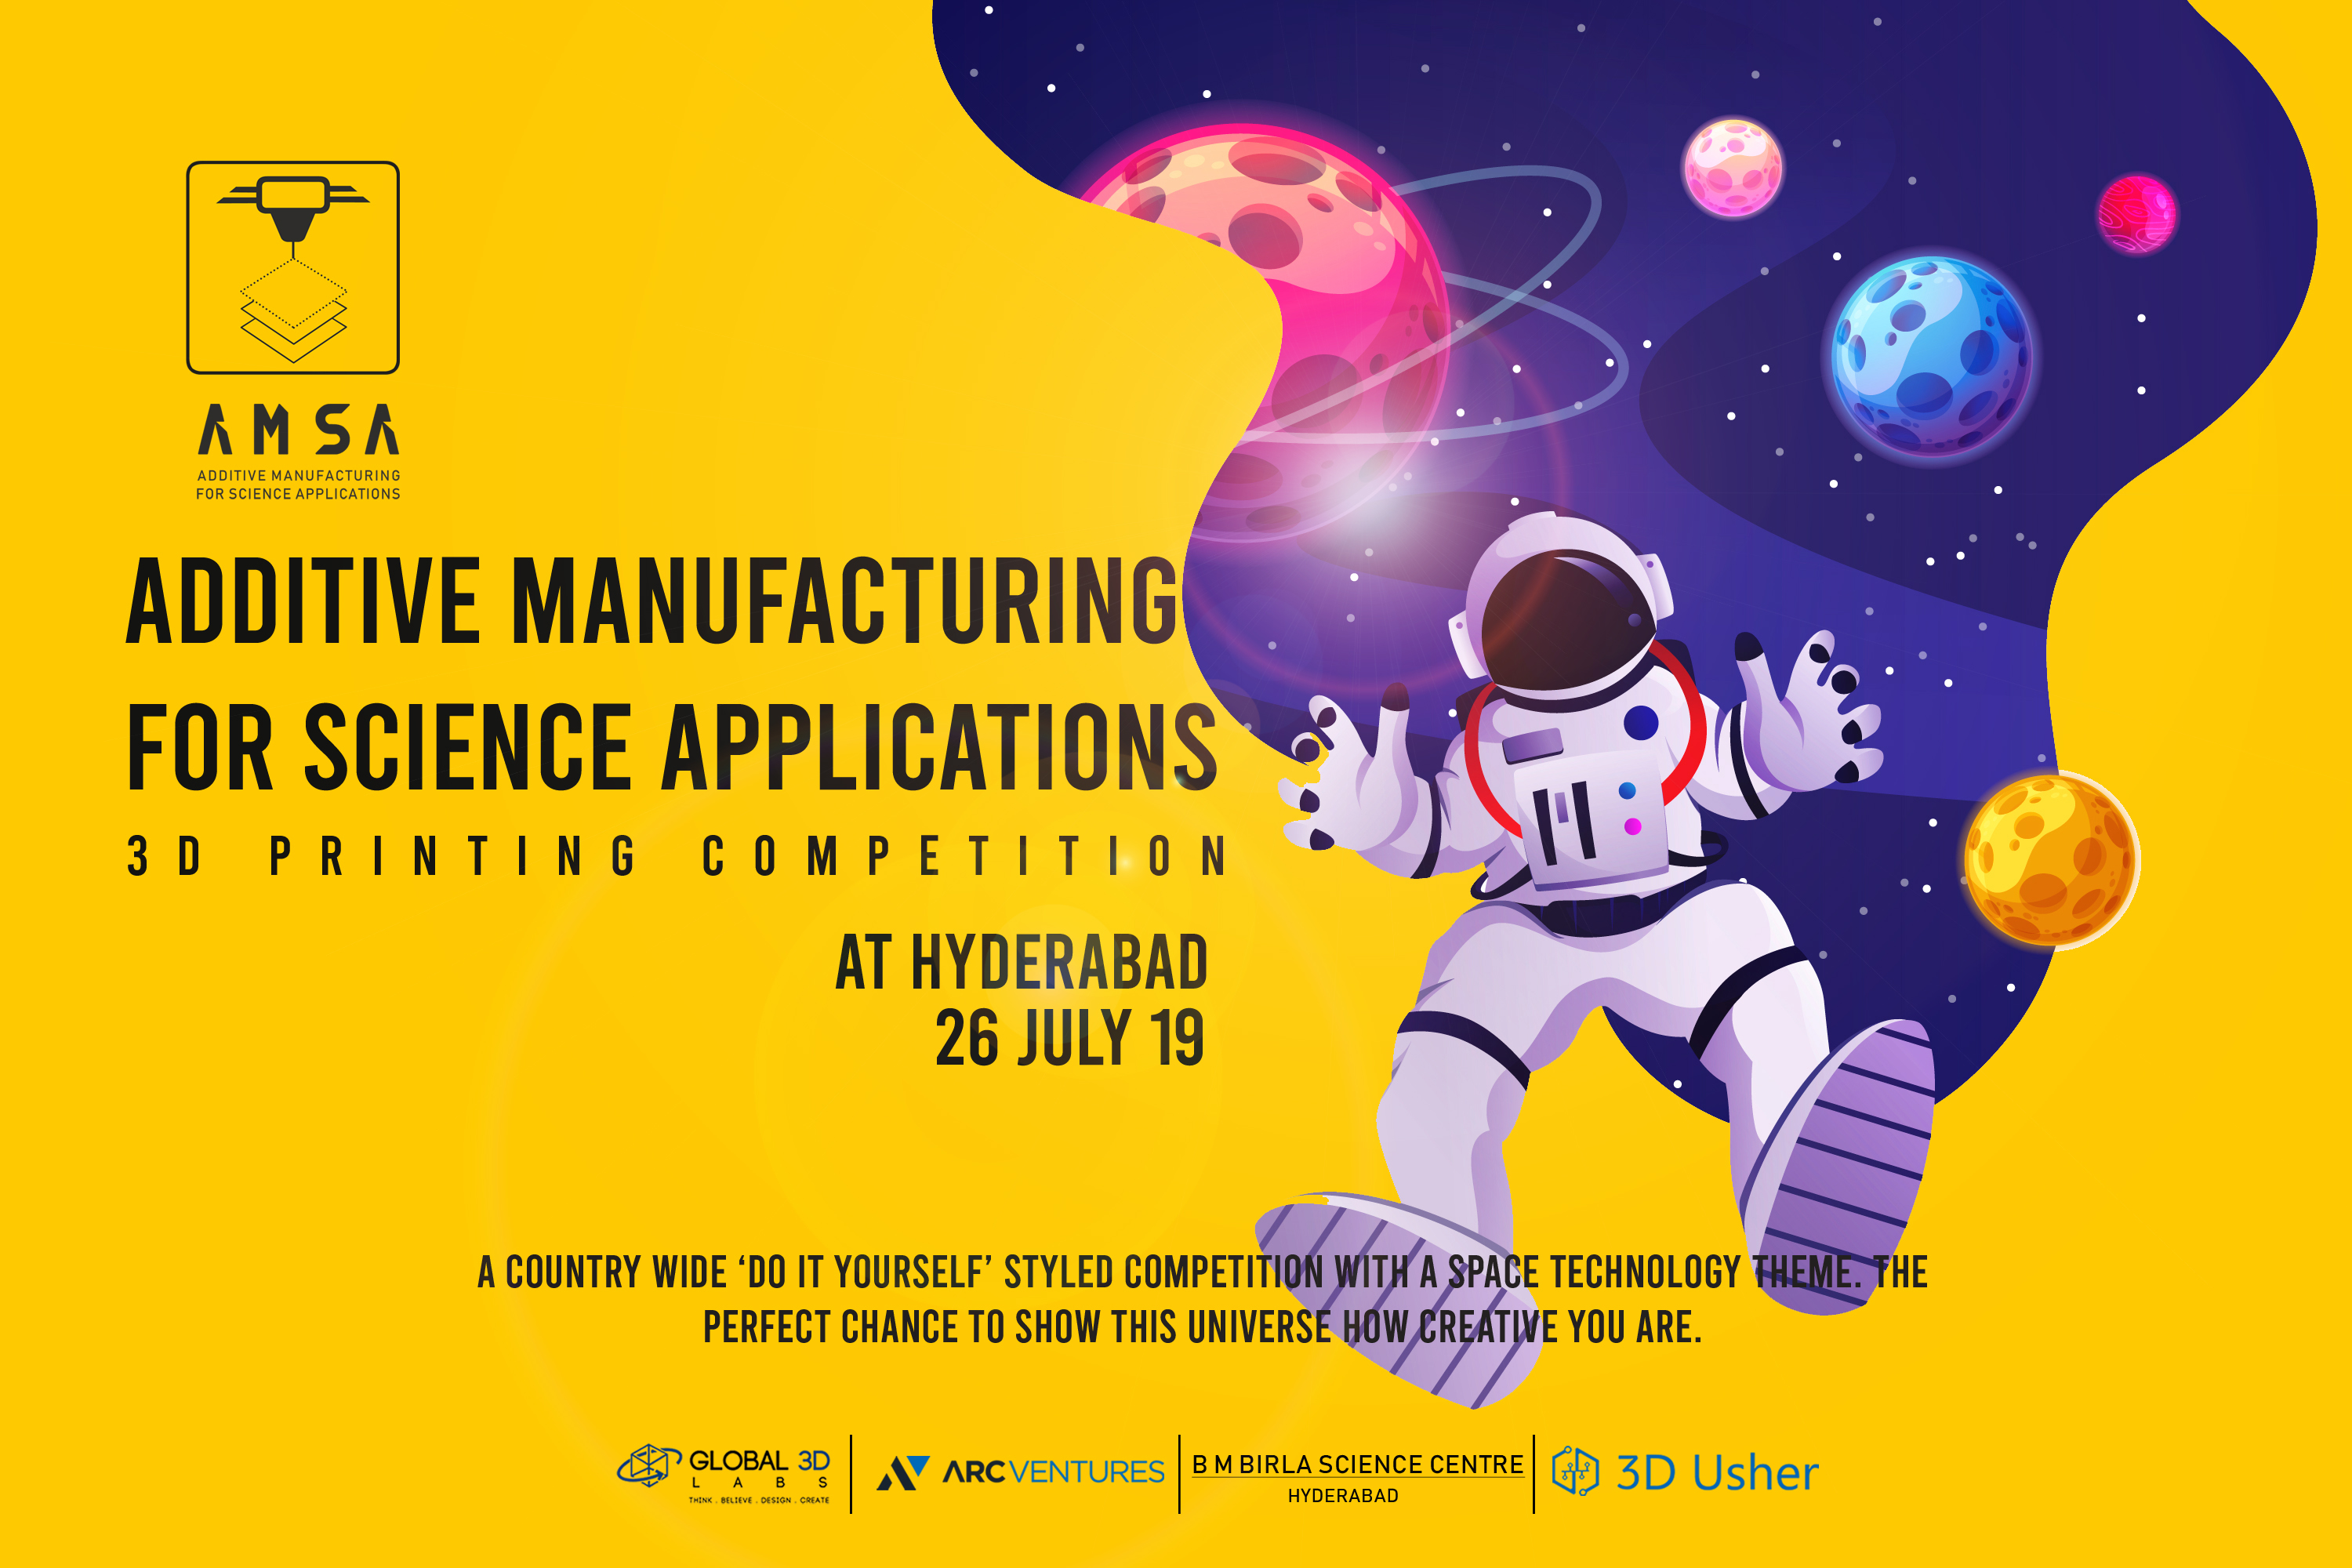 AMSA
ADDITIVE MANUFACTURING
FOR SCIENCE APPLICATIONS
ADDITIVE MANUFACTURING
FOR SCIENCE APPLICATIONS
3D PRINTING COMPETITION
AT HYDERABAD
26 JULY 19
A COUNTRY WIDE ‘DO IT YOURSELF’ STYLED COMPETITION WITH A SPACE TECHNOLOGY THEME. THE
PERFECT CHANCE TO SHOW THIS UNIVERSE HOW CREATIVE YOU ARE.
GLOBAL 3D
LABS
THINK . BELIEVE . DESIGN . CREATE
ARC VENTURES
B M BIRLA SCIENCE CENTRE
HYDERABAD
3D Usher